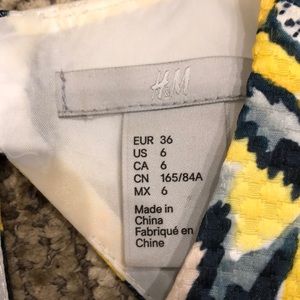 H&M
EUR 36
US 6
CA 6
CN 165/84A
MX 6
Made in
China
Fabriqué en
Chine